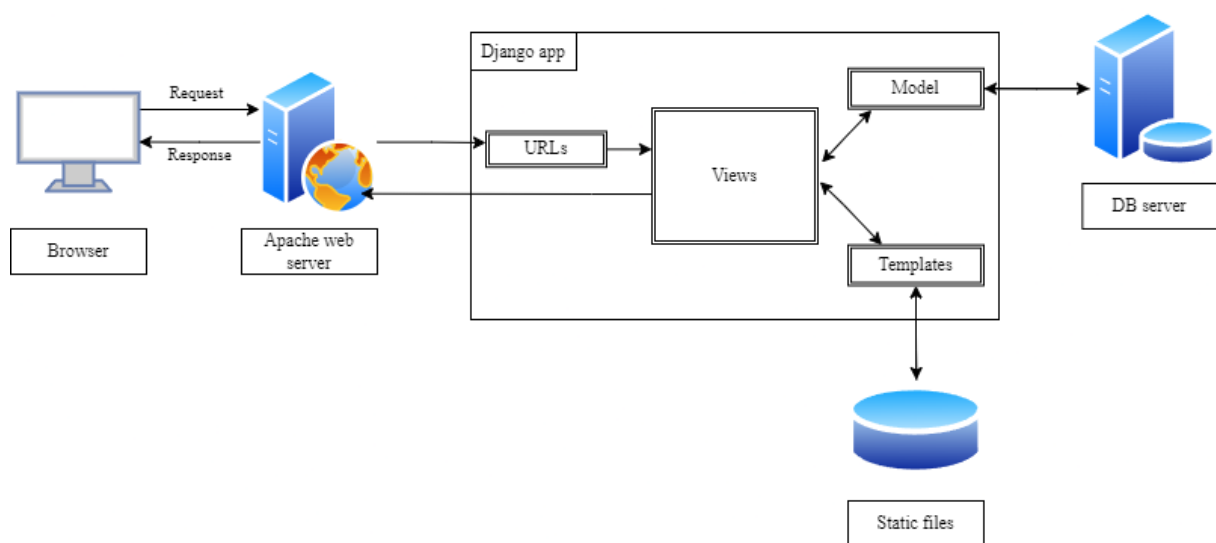 Django app
Request
Response
URLs
Views
Model
Templates
Browser
Apache web
server
DB server
Static files